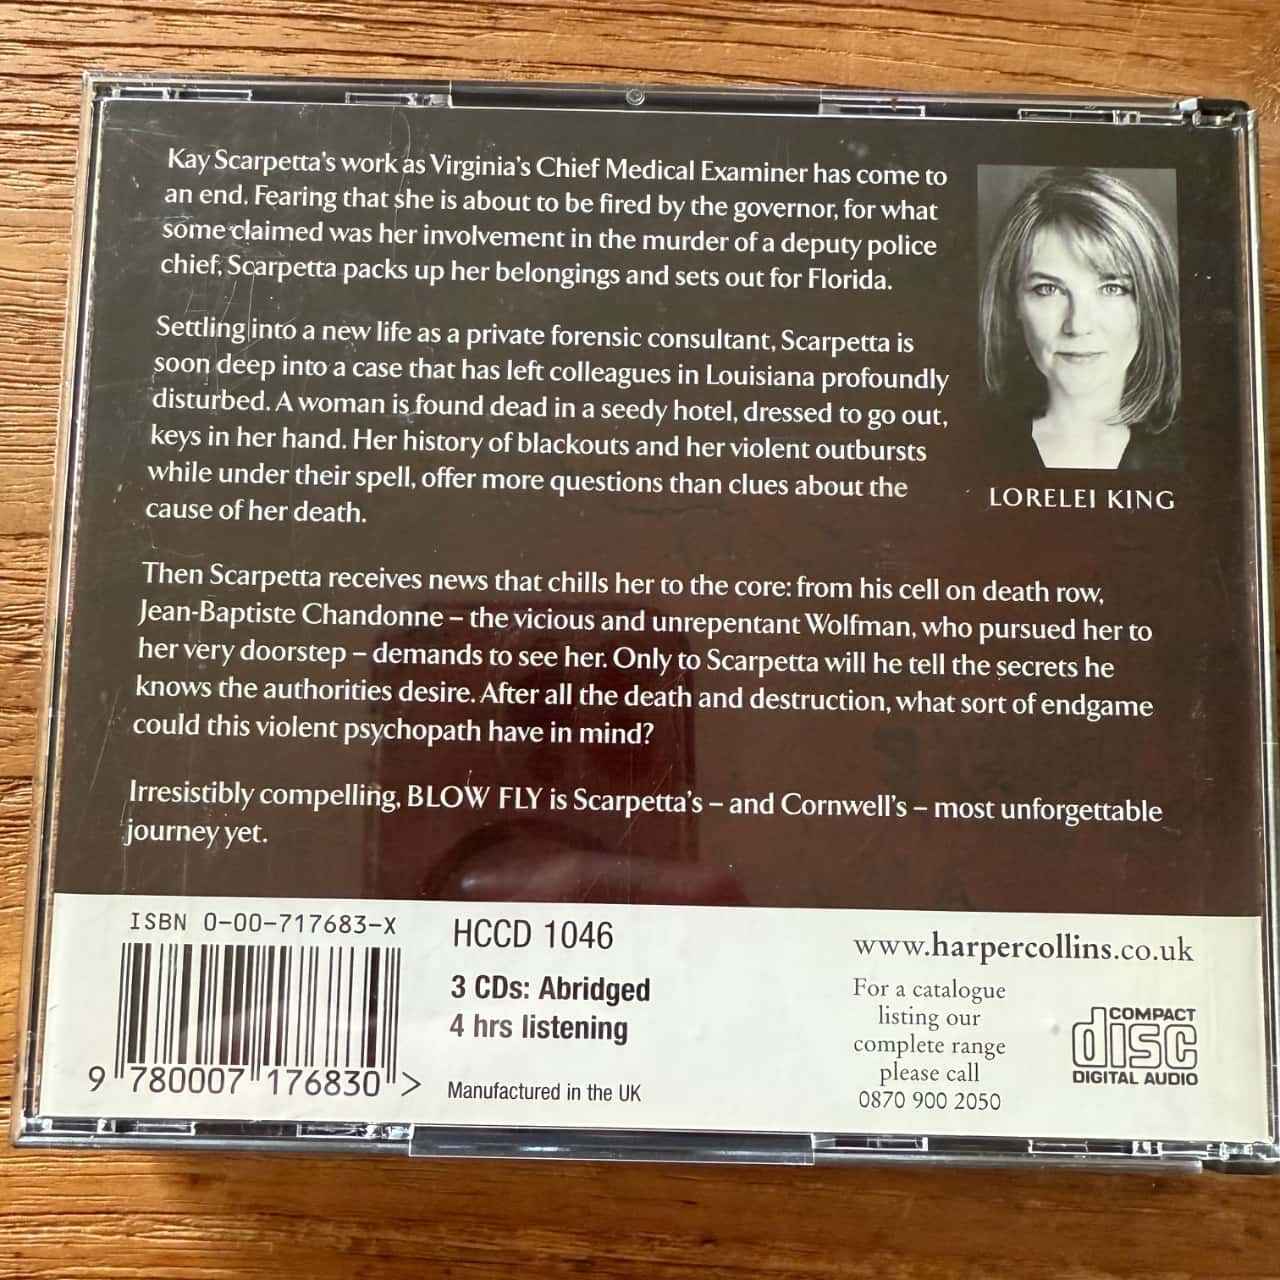 Kay Scarpetta's work as Virginia's Chief Medical Examiner has come to
an end. Fearing that she is about to be fired by the governor, for what
some claimed was her involvement in the murder of a deputy police
chief, Scarpetta packs up her belongings and sets out for Florida.
Settling into a new life as a private forensic consultant, Scarpetta is
soon deep into a case that has left colleagues in Louisiana profoundly
disturbed. A woman is found dead in a seedy hotel, dressed to go out,
keys in her hand. Her history of blackouts and her violent outbursts
while under their spell, offer more questions than clues about the
cause of her death.
LORELEI KING
Then Scarpetta receives news that chills her to the core: from his cell on death row,
Jean-Baptiste Chandonne – the vicious and unrepentant Wolfman, who pursued her to
her very doorstep – demands to see her. Only to Scarpetta will he tell the secrets he
knows the authorities desire. After all the death and destruction, what sort of endgame
could this violent psychopath have in mind?
Irresistibly compelling, BLOW FLY is Scarpetta's – and Cornwell's – most unforgettable
journey yet.
ISBN 0-00-717683-X
9 780007 176830 >
HCCD 1046
3 CDs: Abridged
4 hrs listening
Manufactured in the UK
www.harpercollins.co.uk
For a catalogue
listing our
complete range
please call
0870 900 2050
COMPACT
disc
DIGITAL AUDIO